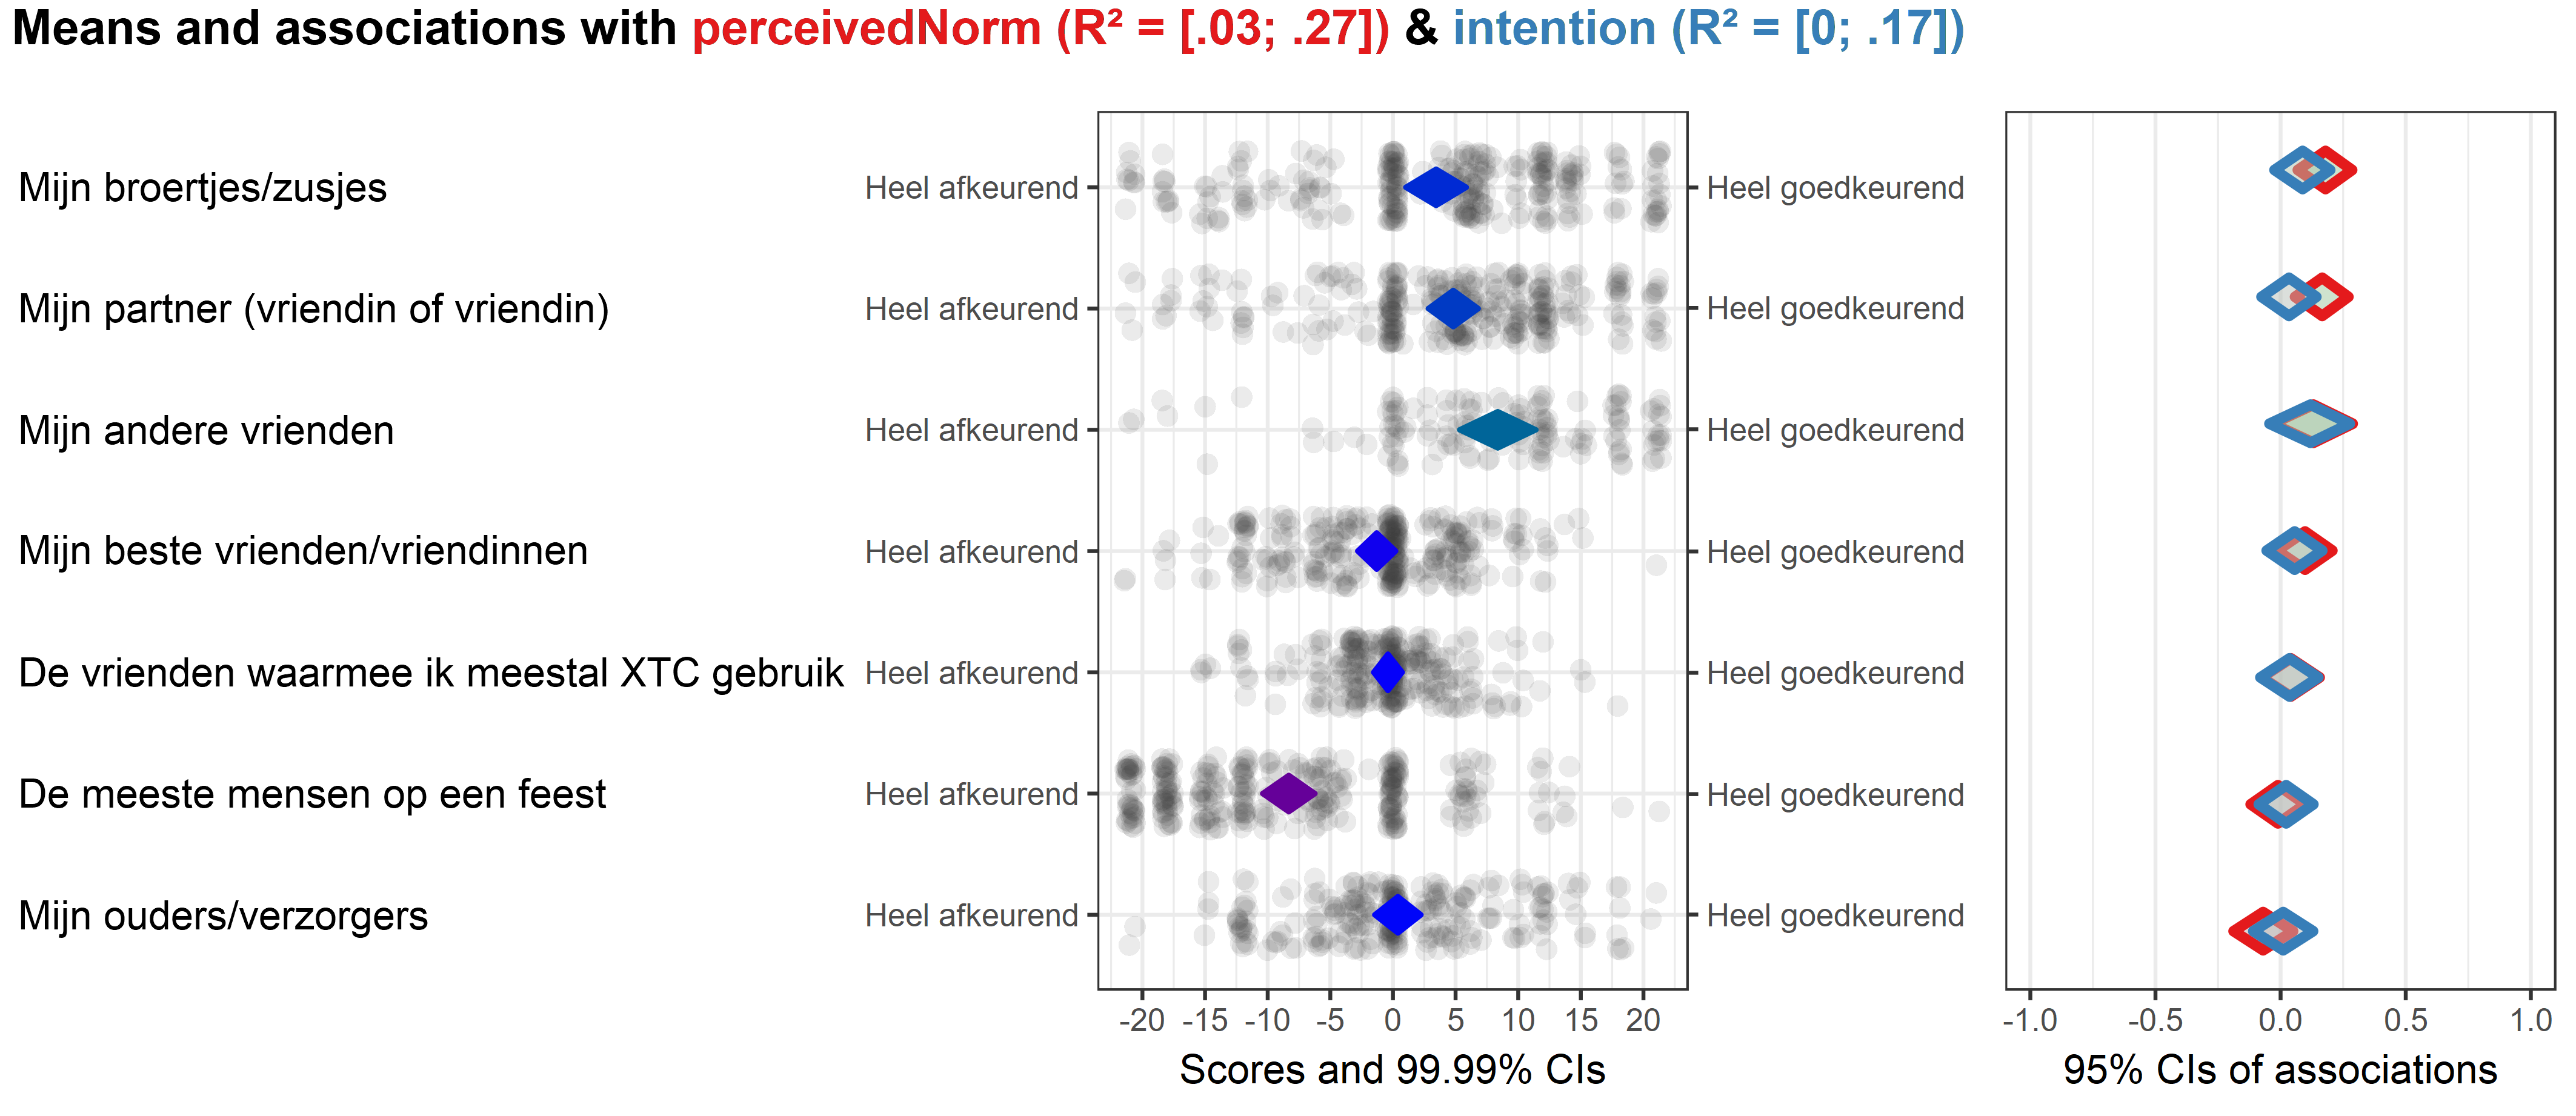 Means and associations with perceivedNorm (R² = [.03; .27]) & intention (R² = [0; .17])
Mijn broertjes/zusjes Heel afkeurend Heel goedkeurend
Mijn partner (vriendin of vriendin) Heel afkeurend Heel goedkeurend
Mijn andere vrienden Heel afkeurend Heel goedkeurend
Mijn beste vrienden/vriendinnen Heel afkeurend Heel goedkeurend
De vrienden waarmee ik meestal XTC gebruik Heel afkeurend Heel goedkeurend
De meeste mensen op een feest Heel afkeurend Heel goedkeurend
Mijn ouders/verzorgers Heel afkeurend Heel goedkeurend
-20 -15 -10 -5 0 5 10 15 20 -1.0 -0.5 0.0 0.5 1.0
Scores and 99.99% CIs 95% CIs of associations